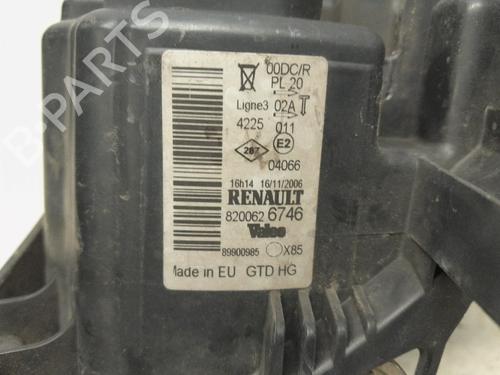 B-PARTS
00DC/R
PL 20
Ligne3 02A
4225 011
287 E2
04066
16h14 16/11/2006
RENAULT
820062 6746
Valeo
89900985 X85
Made in EU GTD HG